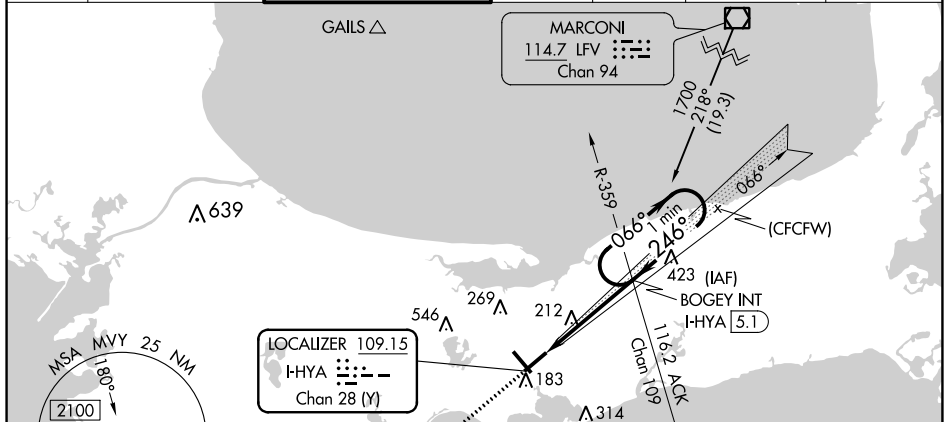 GAILS
MARCONI
114.7 LFV
Chan 94
1700
218°
(19.3)
R-359
066°
066°
1 min
246°
(CFCFW)
639
423
(IAF)
BOGEY INT
I-HYA 5.1
269
212
546
116.2 ACK
Chan 109
LOCALIZER 109.15
I-HYA
Chan 28 (Y)
183
314
MSA MVY 25 NM
180°
2100